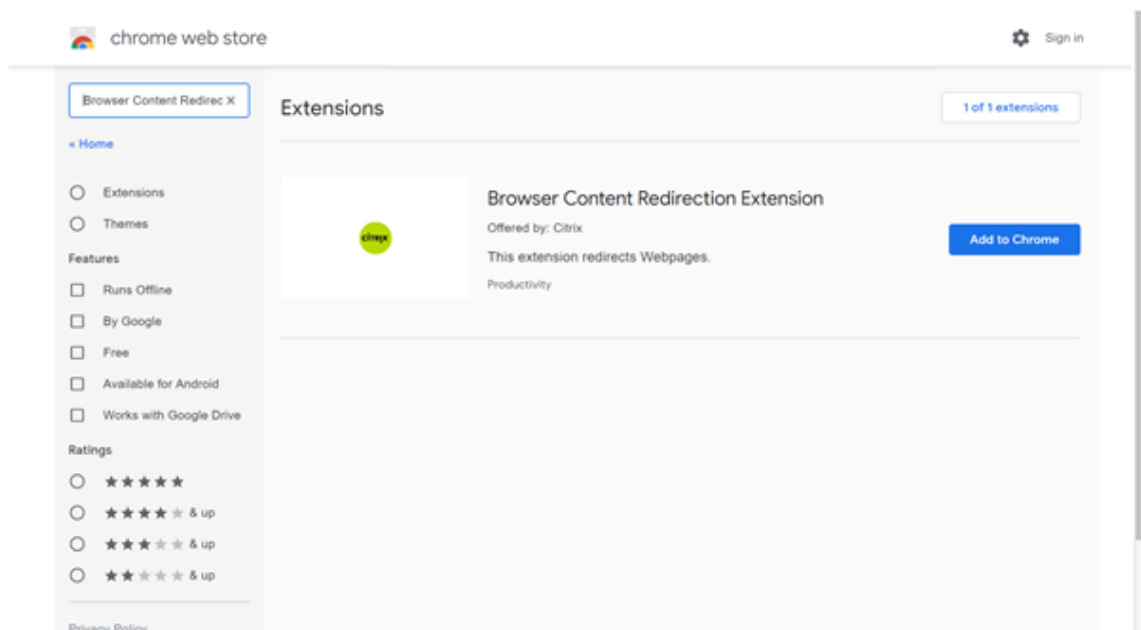 chrome web store
Sign in
Browser Content Redirec X
« Home
Extensions
Themes
Features
Runs Offline
By Google
Free
Available for Android
Works with Google Drive
Ratings
& up
& up
& up
Privacy Policy
Extensions
1 of 1 extensions
citrix
Browser Content Redirection Extension
Offered by: Citrix
This extension redirects Webpages.
Productivity
Add to Chrome